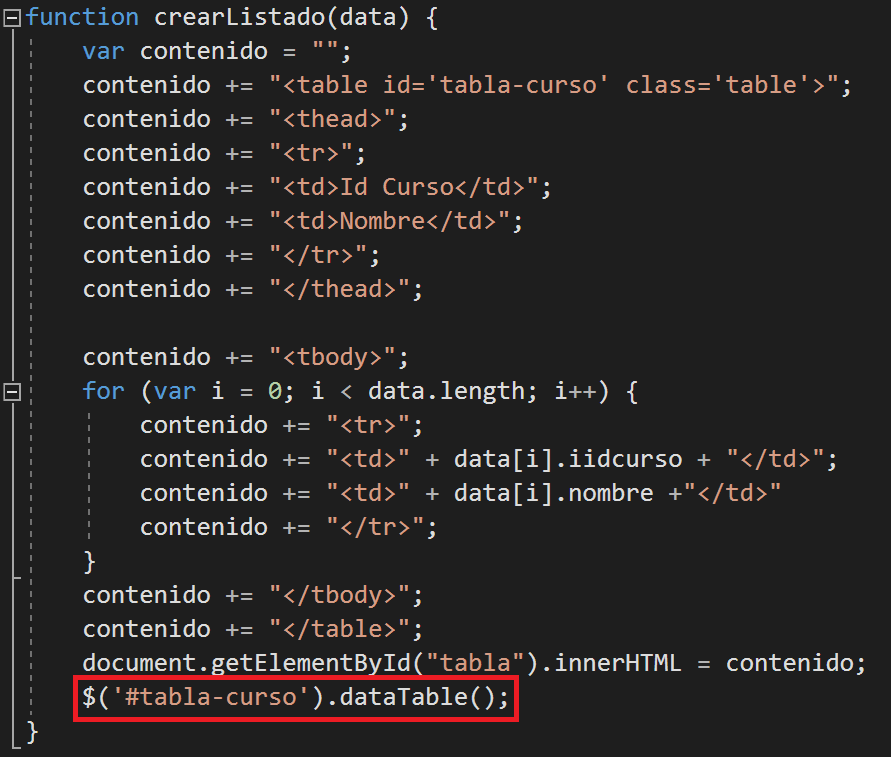 function crearListado(data) {
    var contenido = "";
    contenido += "<table id='tabla-curso' class='table'>";
    contenido += "<thead>";
    contenido += "<tr>";
    contenido += "<td>Id Curso</td>";
    contenido += "<td>Nombre</td>";
    contenido += "</tr>";
    contenido += "</thead>";

    contenido += "<tbody>";
    for (var i = 0; i < data.length; i++) {
        contenido += "<tr>";
        contenido += "<td>" + data[i].iidcurso + "</td>";
        contenido += "<td>" + data[i].nombre +"</td>"
        contenido += "</tr>";
    }
    contenido += "</tbody>";
    contenido += "</table>";
    document.getElementById("tabla").innerHTML = contenido;
    $('#tabla-curso').dataTable();
}